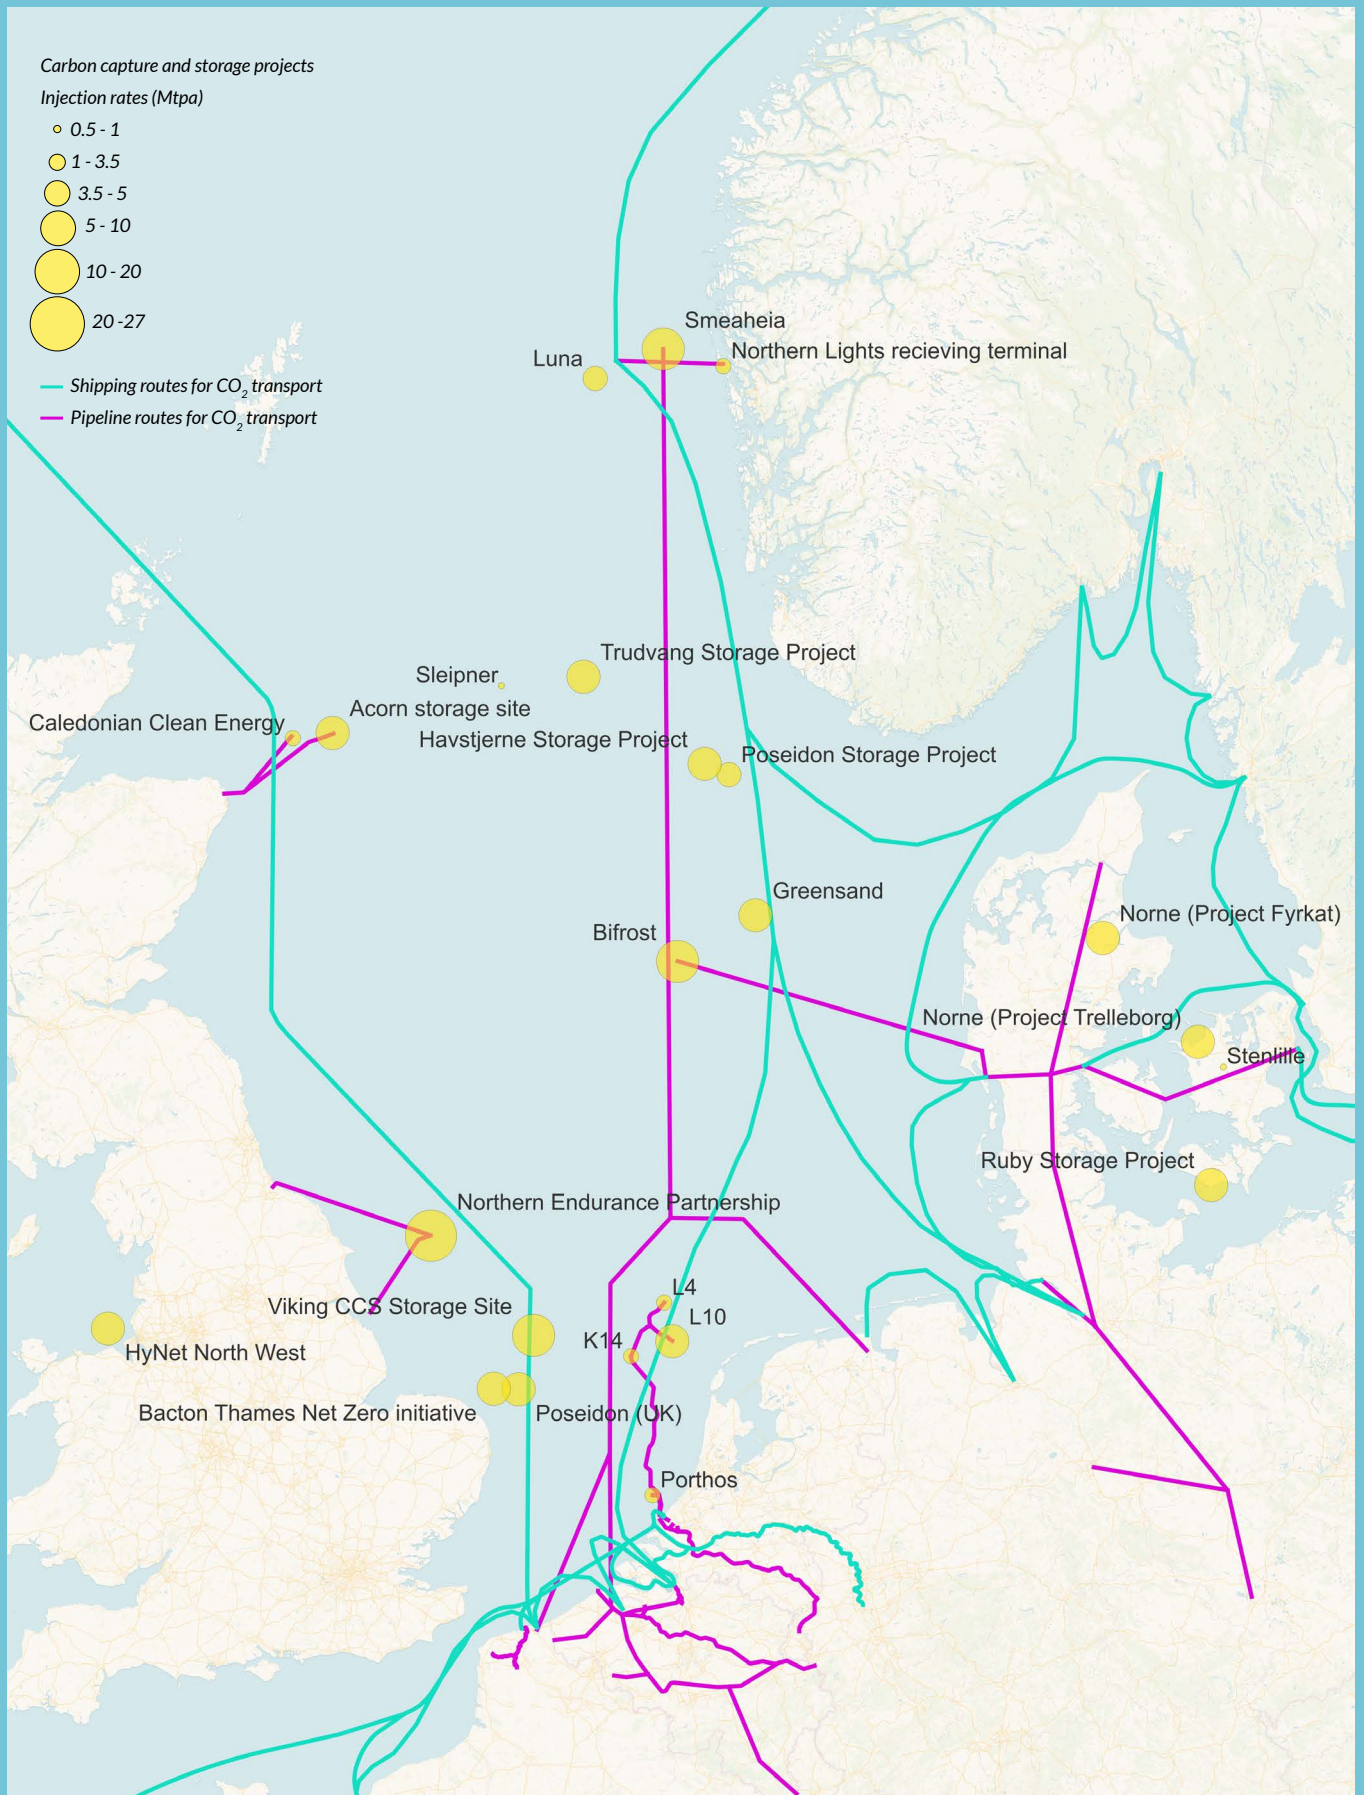 Carbon capture and storage projects
Injection rates (Mtpa)
0.5 - 1
1 - 3.5
3.5 - 5
5 - 10
10 - 20
20 -27
Shipping routes for CO2 transport
Pipeline routes for CO2 transport
Smeaheia
Northern Lights recieving terminal
Luna
Trudvang Storage Project
Sleipner
Acorn storage site
Caledonian Clean Energy
Havstjerne Storage Project
Poseidon Storage Project
Greensand
Norne (Project Fyrkat)
Bifrost
Norne (Project Trelleborg)
Stenlille
Ruby Storage Project
Northern Endurance Partnership
L4
Viking CCS Storage Site
L10
K14
HyNet North West
Bacton Thames Net Zero initiative
Poseidon (UK)
Porthos